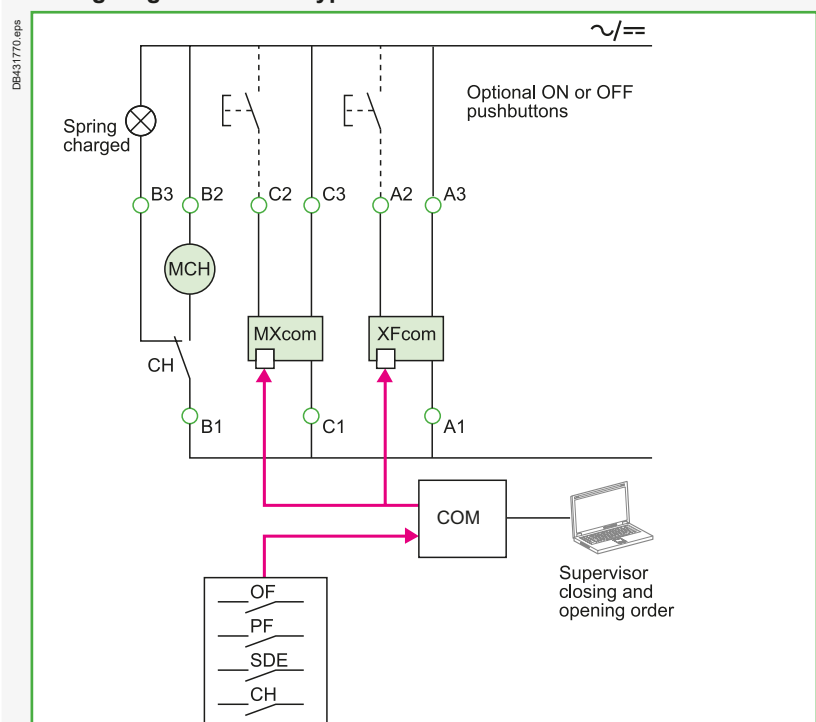 DB431770.eps
Optional ON or OFF
pushbuttons
Spring
charged
B3 B2 C2 C3 A2 A3
MCH
MXcom XFcom
CH
B1 C1 A1
COM
Supervisor
closing and
opening order
OF
PF
SDE
CH